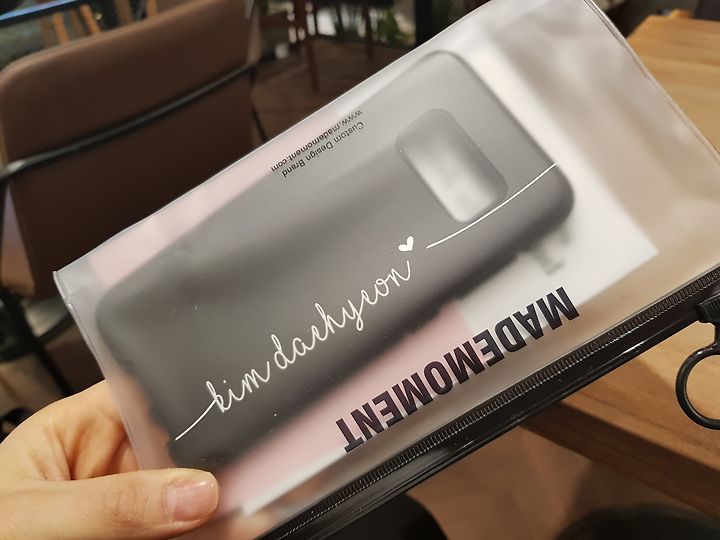 kim daehyeon
MADEMOMENT
Custom Design Brand
www.mademoment.com